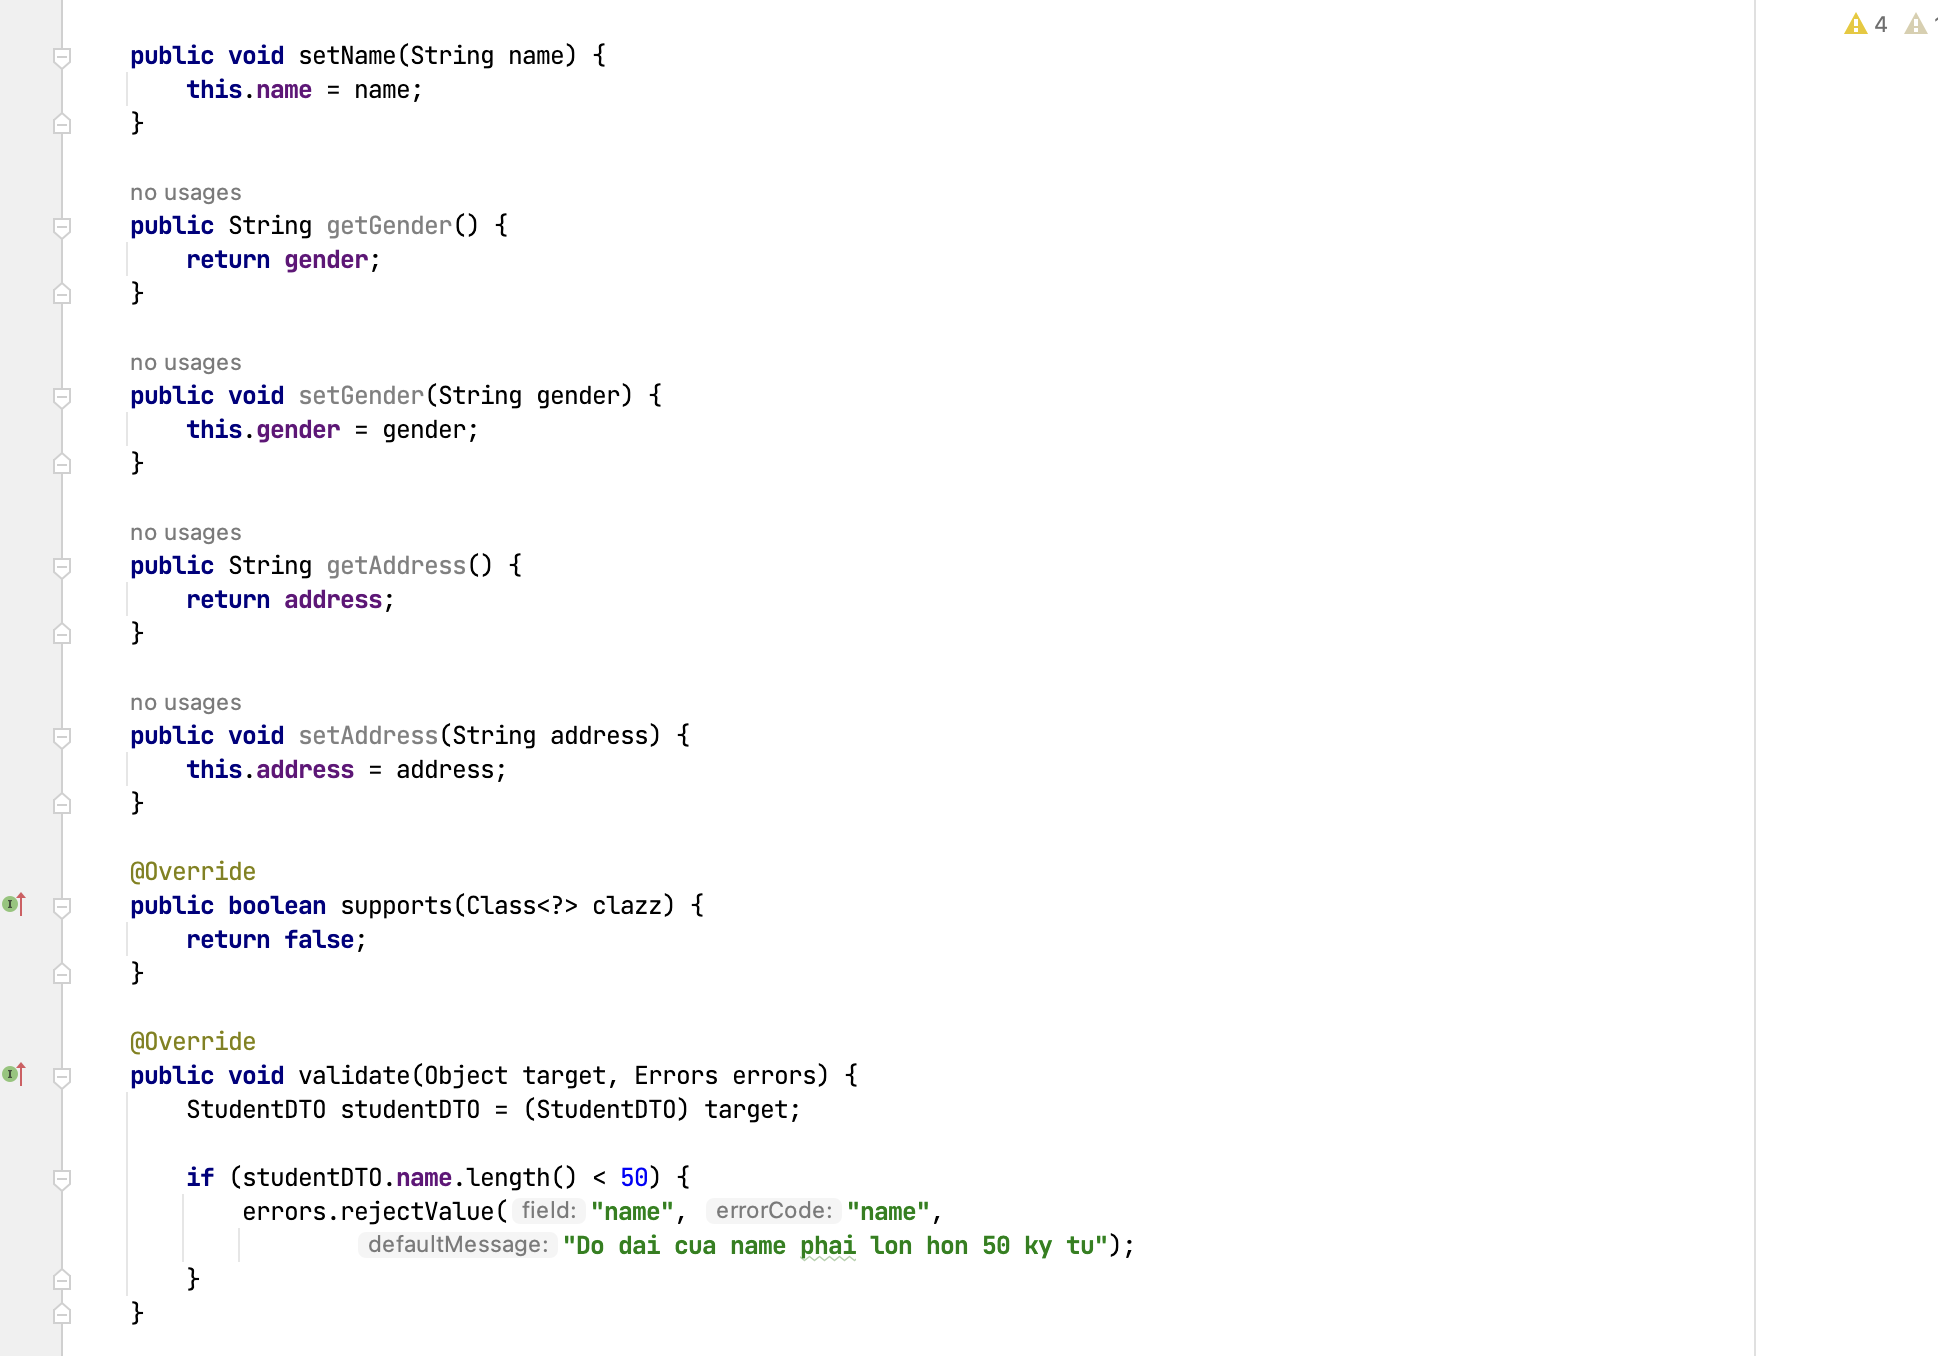 4
public void setName(String name) {
this.name = name;
}
no usages
public String getGender() {
return gender;
}
no usages
public void setGender(String gender) {
this.gender = gender;
}
no usages
public String getAddress() {
return address;
}
no usages
public void setAddress(String address) {
this.address = address;
}
@Override
public boolean supports(Class<?> clazz) {
return false;
}
@Override
public void validate(Object target, Errors errors) {
StudentDTO studentDTO = (StudentDTO) target;
if (studentDTO.name.length() < 50) {
errors.rejectValue( field: "name", errorCode: "name",
defaultMessage: "Do dai cua name phai lon hon 50 ky tu");
}
}